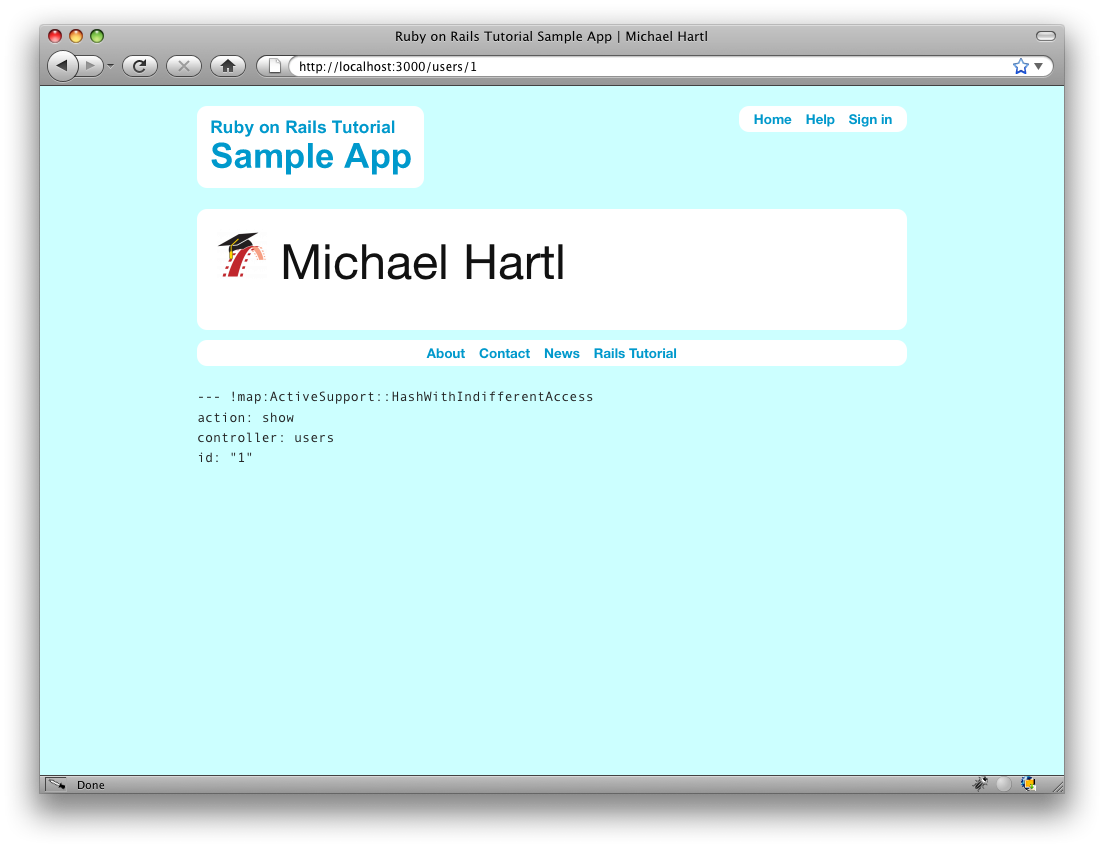 Ruby on Rails Tutorial Sample App | Michael Hartl
http://localhost:3000/users/1
Ruby on Rails Tutorial
Sample App
Home Help Sign in
Michael Hartl
About Contact News Rails Tutorial
--- !map:ActiveSupport::HashWithIndifferentAccess
action: show
controller: users
id: "1"
Done